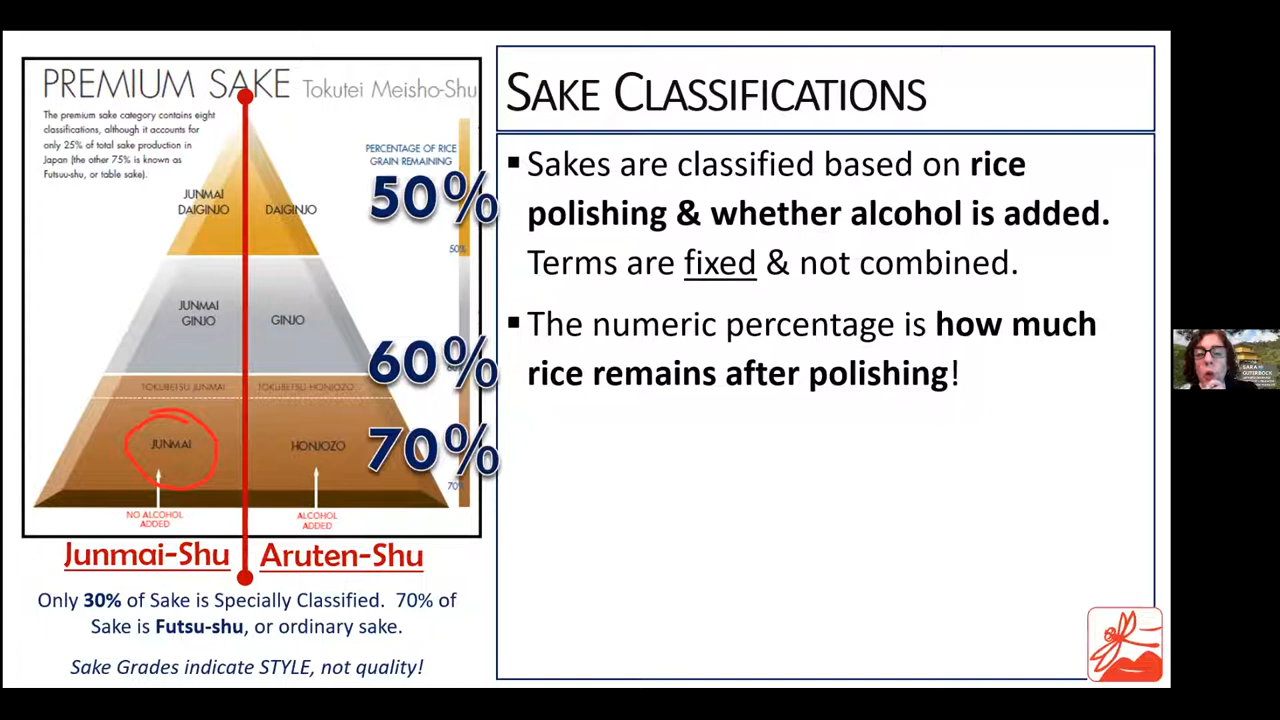 PREMIUM SAKE Tokutei Meisho-Shu
The premium sake category contains eight
classifications, although it accounts for
only 25% of total sake production in
Japan (the other 75% is known as
Futsuu-shu, or table sake).
PERCENTAGE OF RICE
GRAIN REMAINING
50%
50%
60%
70%
70%
JUNMAI
DAIGINJO
DAIGINJO
JUNMAI
GINJO
GINJO
TOKUBETSU JUNMAI
TOKUBETSU HONJOZO
JUNMAI
HONJOZO
NO ALCOHOL
ADDED
ALCOHOL
ADDED
Junmai-Shu
Aruten-Shu
Only 30% of Sake is Specially Classified. 70% of
Sake is Futsu-shu, or ordinary sake.
Sake Grades indicate STYLE, not quality!
SAKE CLASSIFICATIONS
▪ Sakes are classified based on rice
polishing & whether alcohol is added.
Terms are fixed & not combined.
▪ The numeric percentage is how much
rice remains after polishing!
SARA
GUTERBOCK